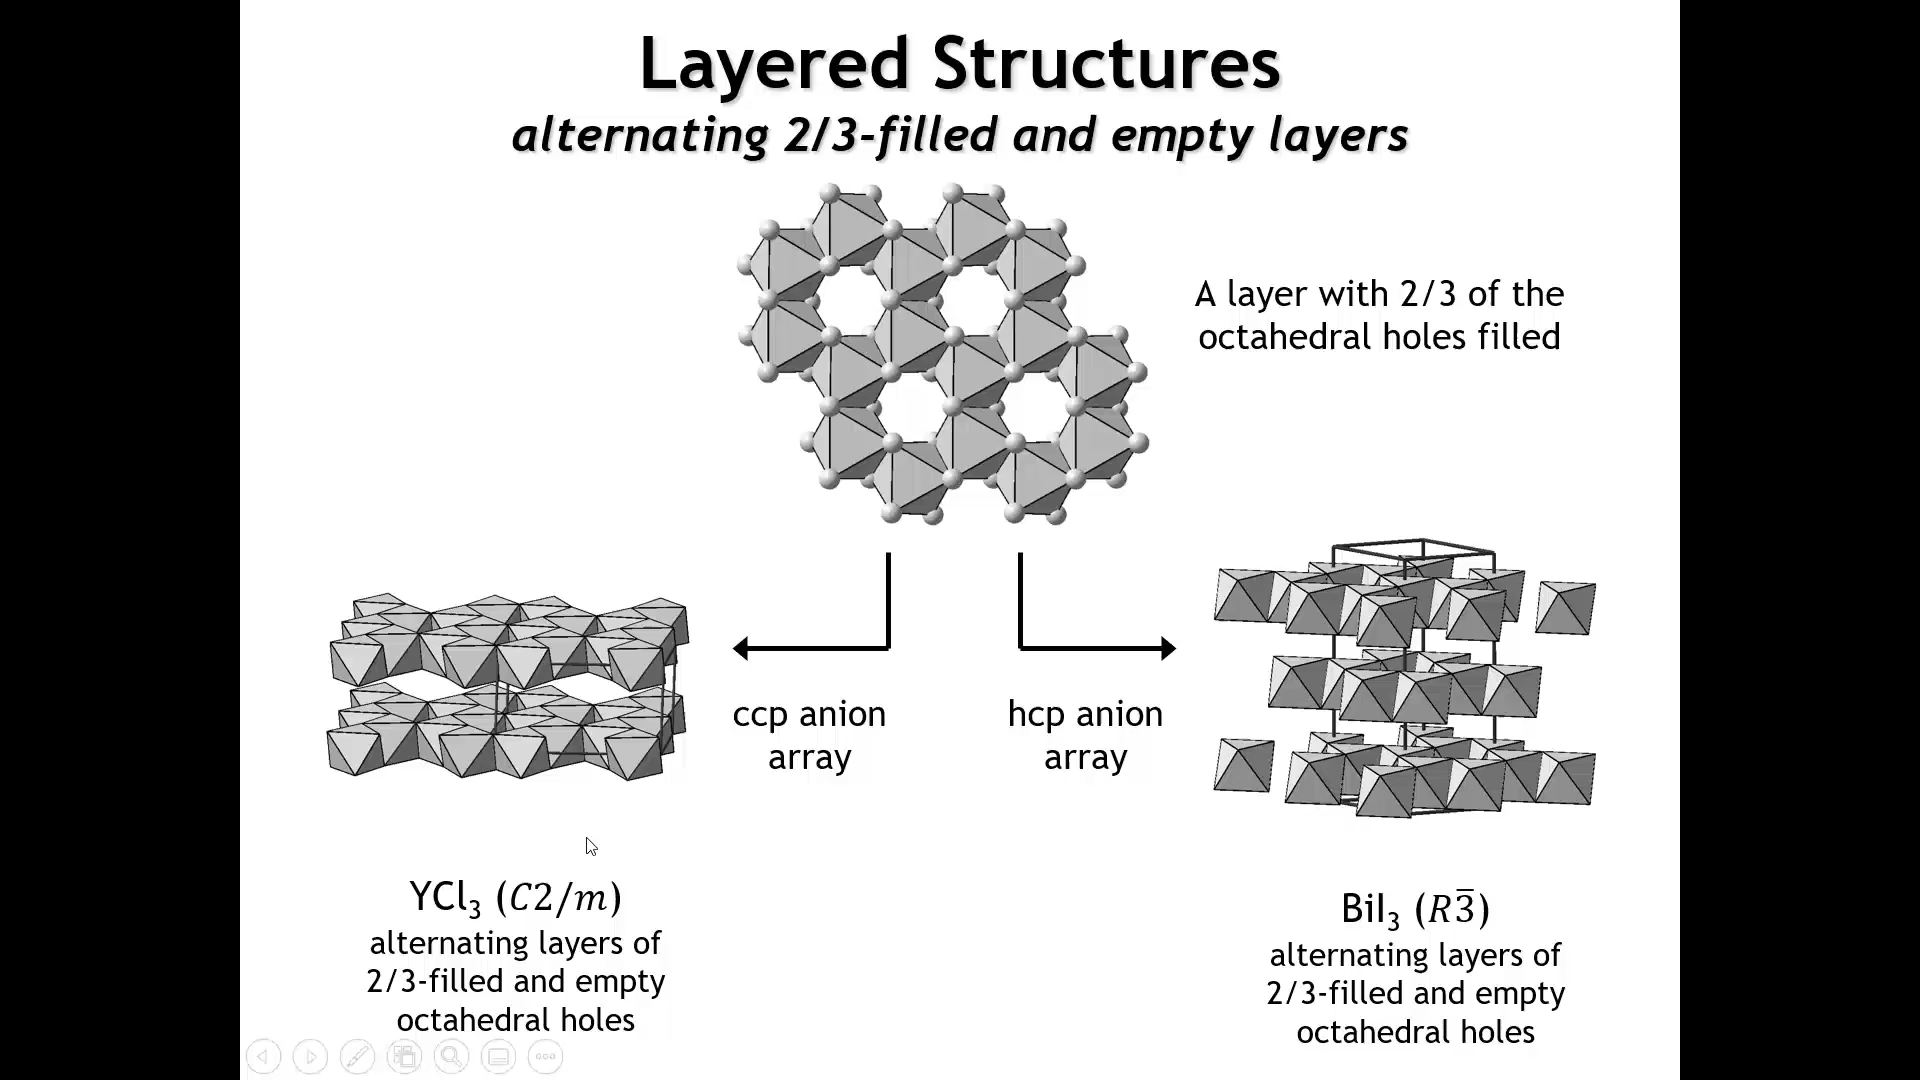 Layered Structures
alternating 2/3-filled and empty layers
A layer with 2/3 of the
octahedral holes filled
ccp anion
array
hcp anion
array
YCl₃ (C2/m)
alternating layers of
2/3-filled and empty
octahedral holes
BiI₃ (R3̅)
alternating layers of
2/3-filled and empty
octahedral holes